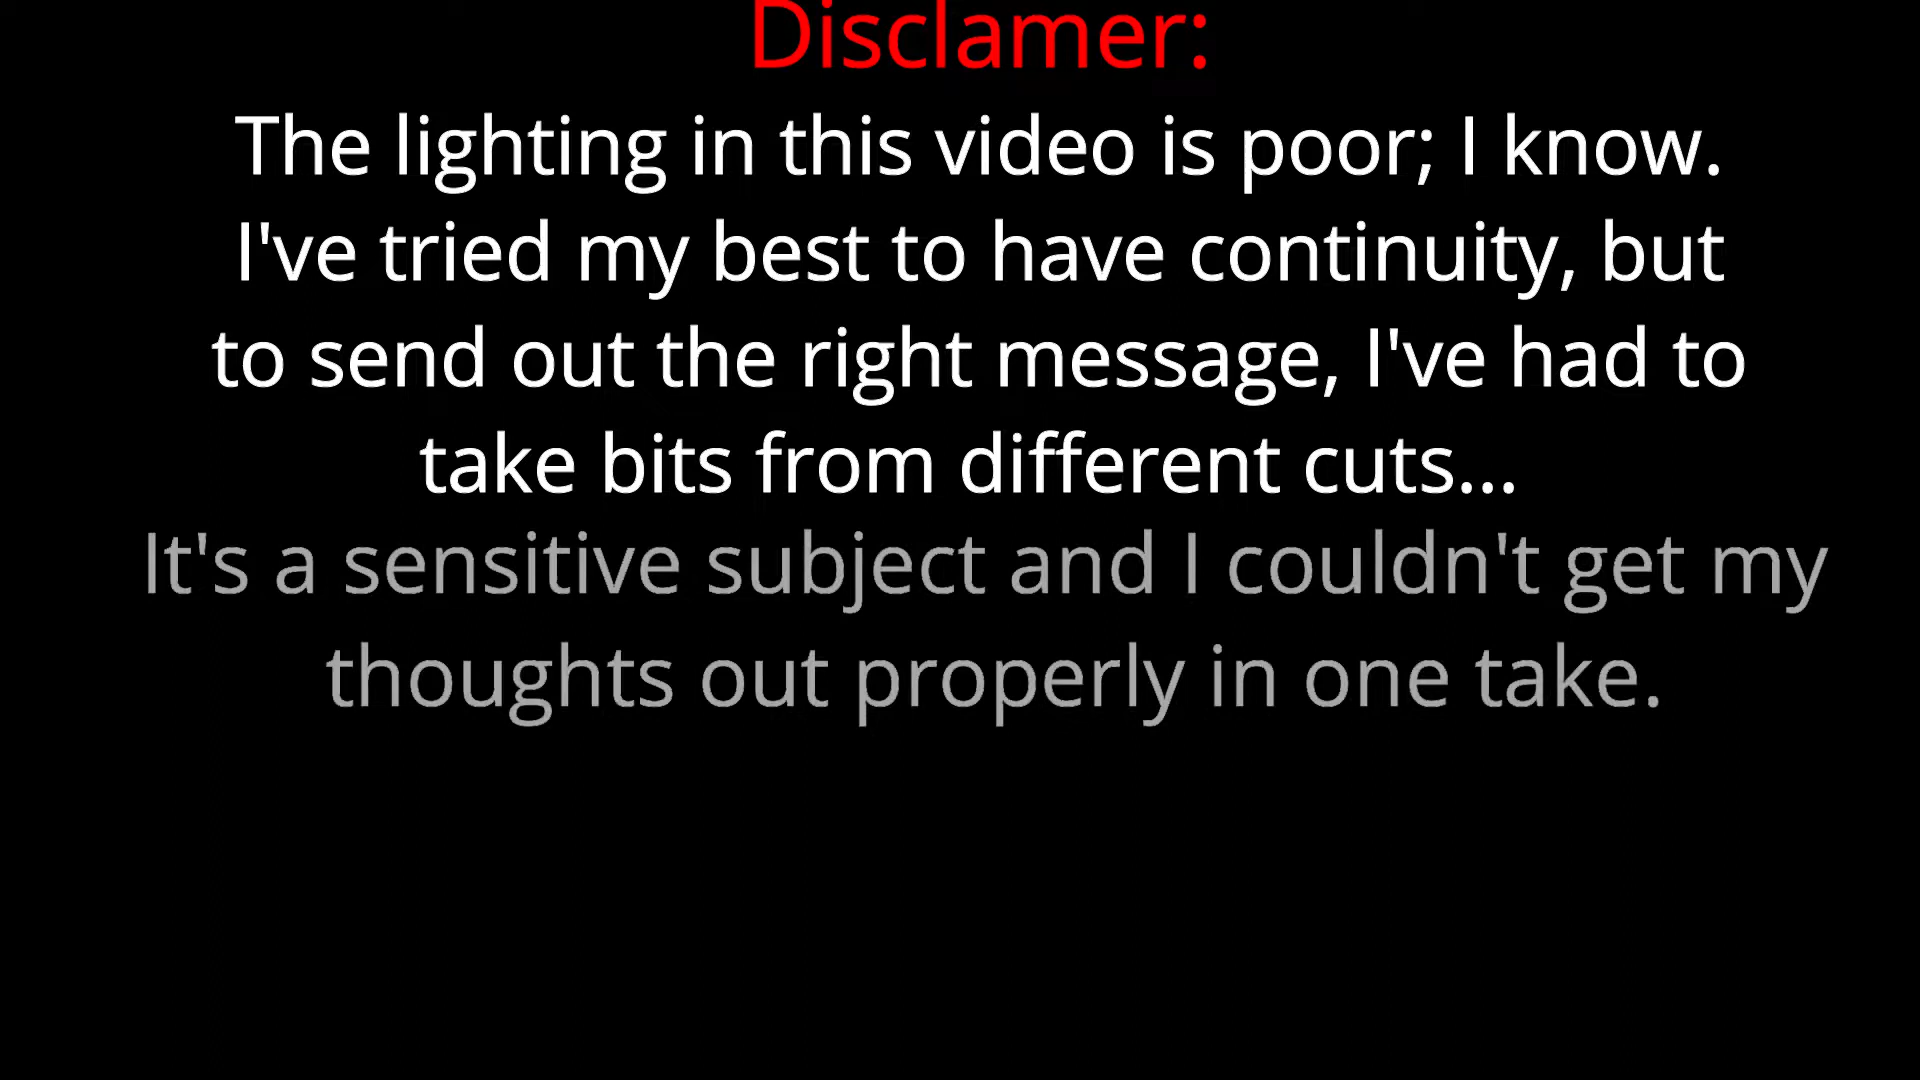 Disclamer:
The lighting in this video is poor; I know.
I've tried my best to have continuity, but
to send out the right message, I've had to
take bits from different cuts...
It's a sensitive subject and I couldn't get my
thoughts out properly in one take.